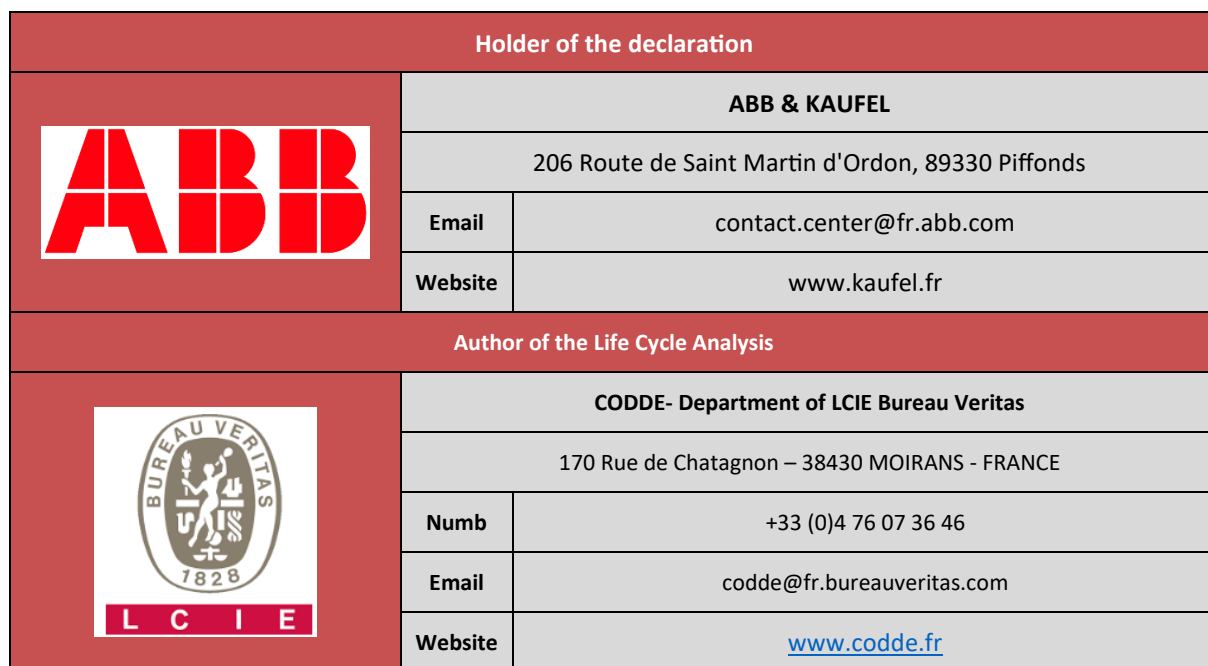 Holder of the declaration
ABB
ABB & KAUFEL
206 Route de Saint Martin d'Ordon, 89330 Piffonds
Email contact.center@fr.abb.com
Website www.kaufel.fr
Author of the Life Cycle Analysis
BUREAU VERITAS
1828
LCIE
CODDE- Department of LCIE Bureau Veritas
170 Rue de Chatagnon – 38430 MOIRANS - FRANCE
Numb +33 (0)4 76 07 36 46
Email codde@fr.bureauveritas.com
Website www.codde.fr